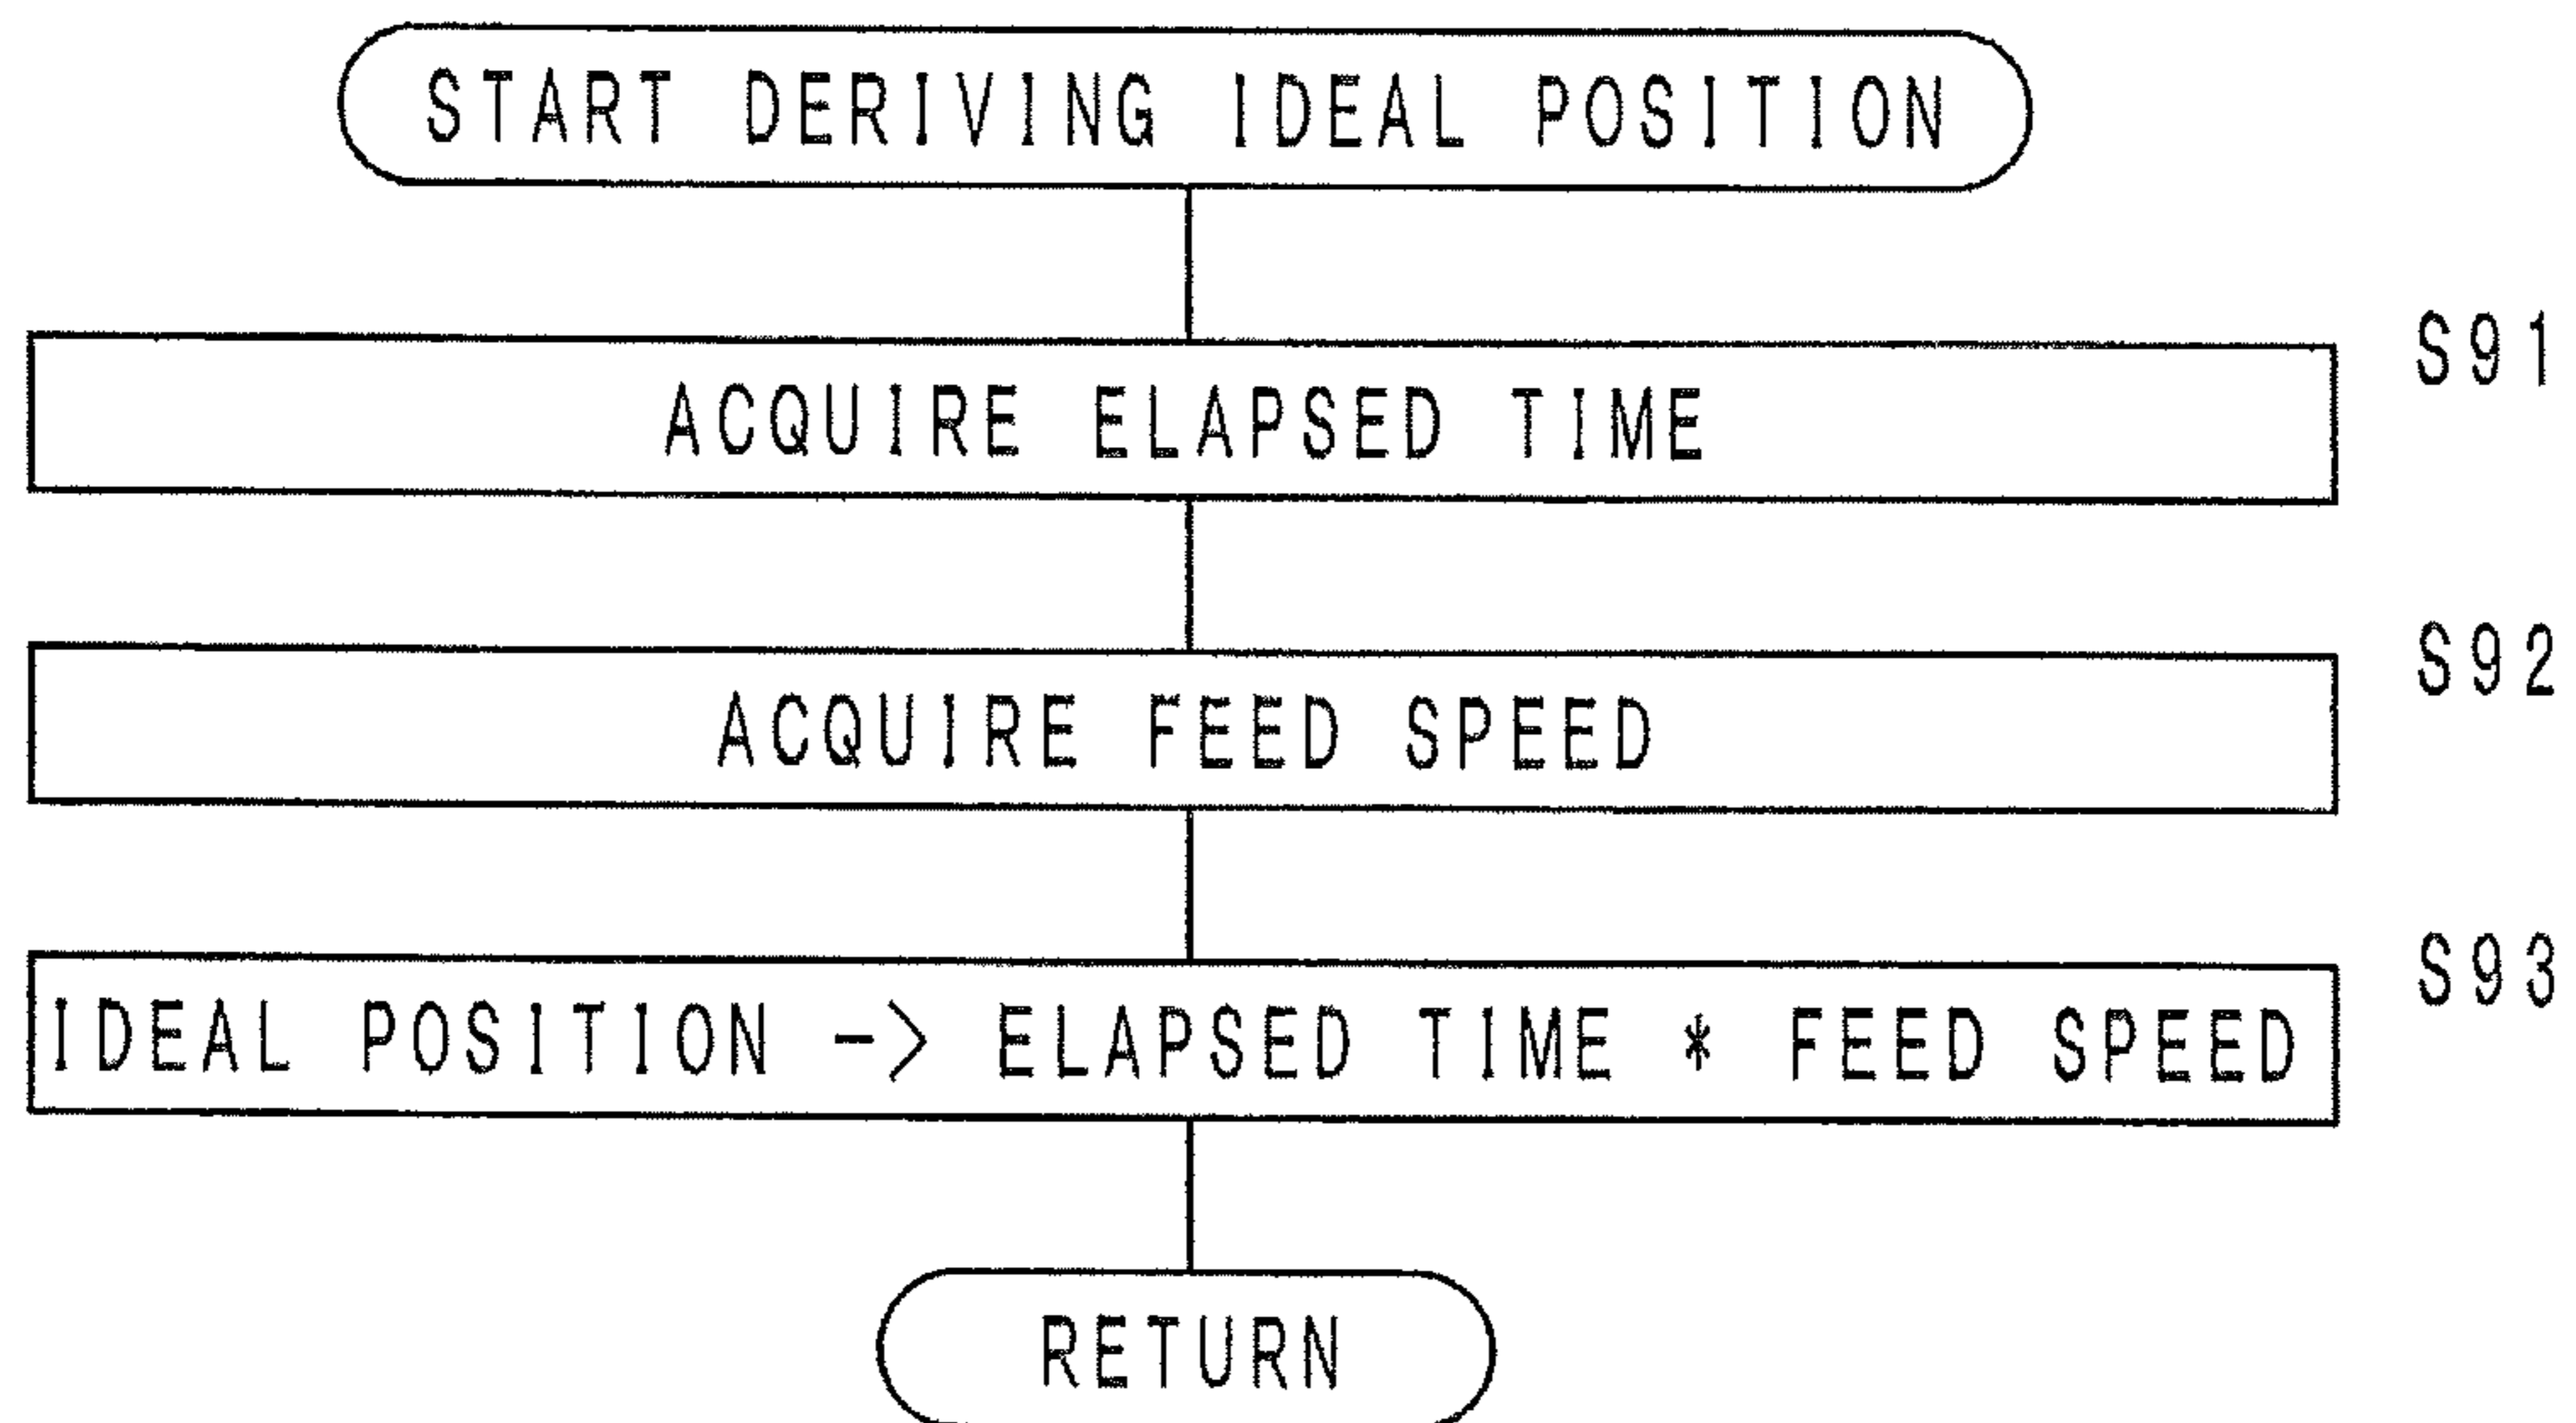 START DERIVING IDEAL POSITION
S91
ACQUIRE ELAPSED TIME
S92
ACQUIRE FEED SPEED
S93
IDEAL POSITION -> ELAPSED TIME * FEED SPEED
RETURN